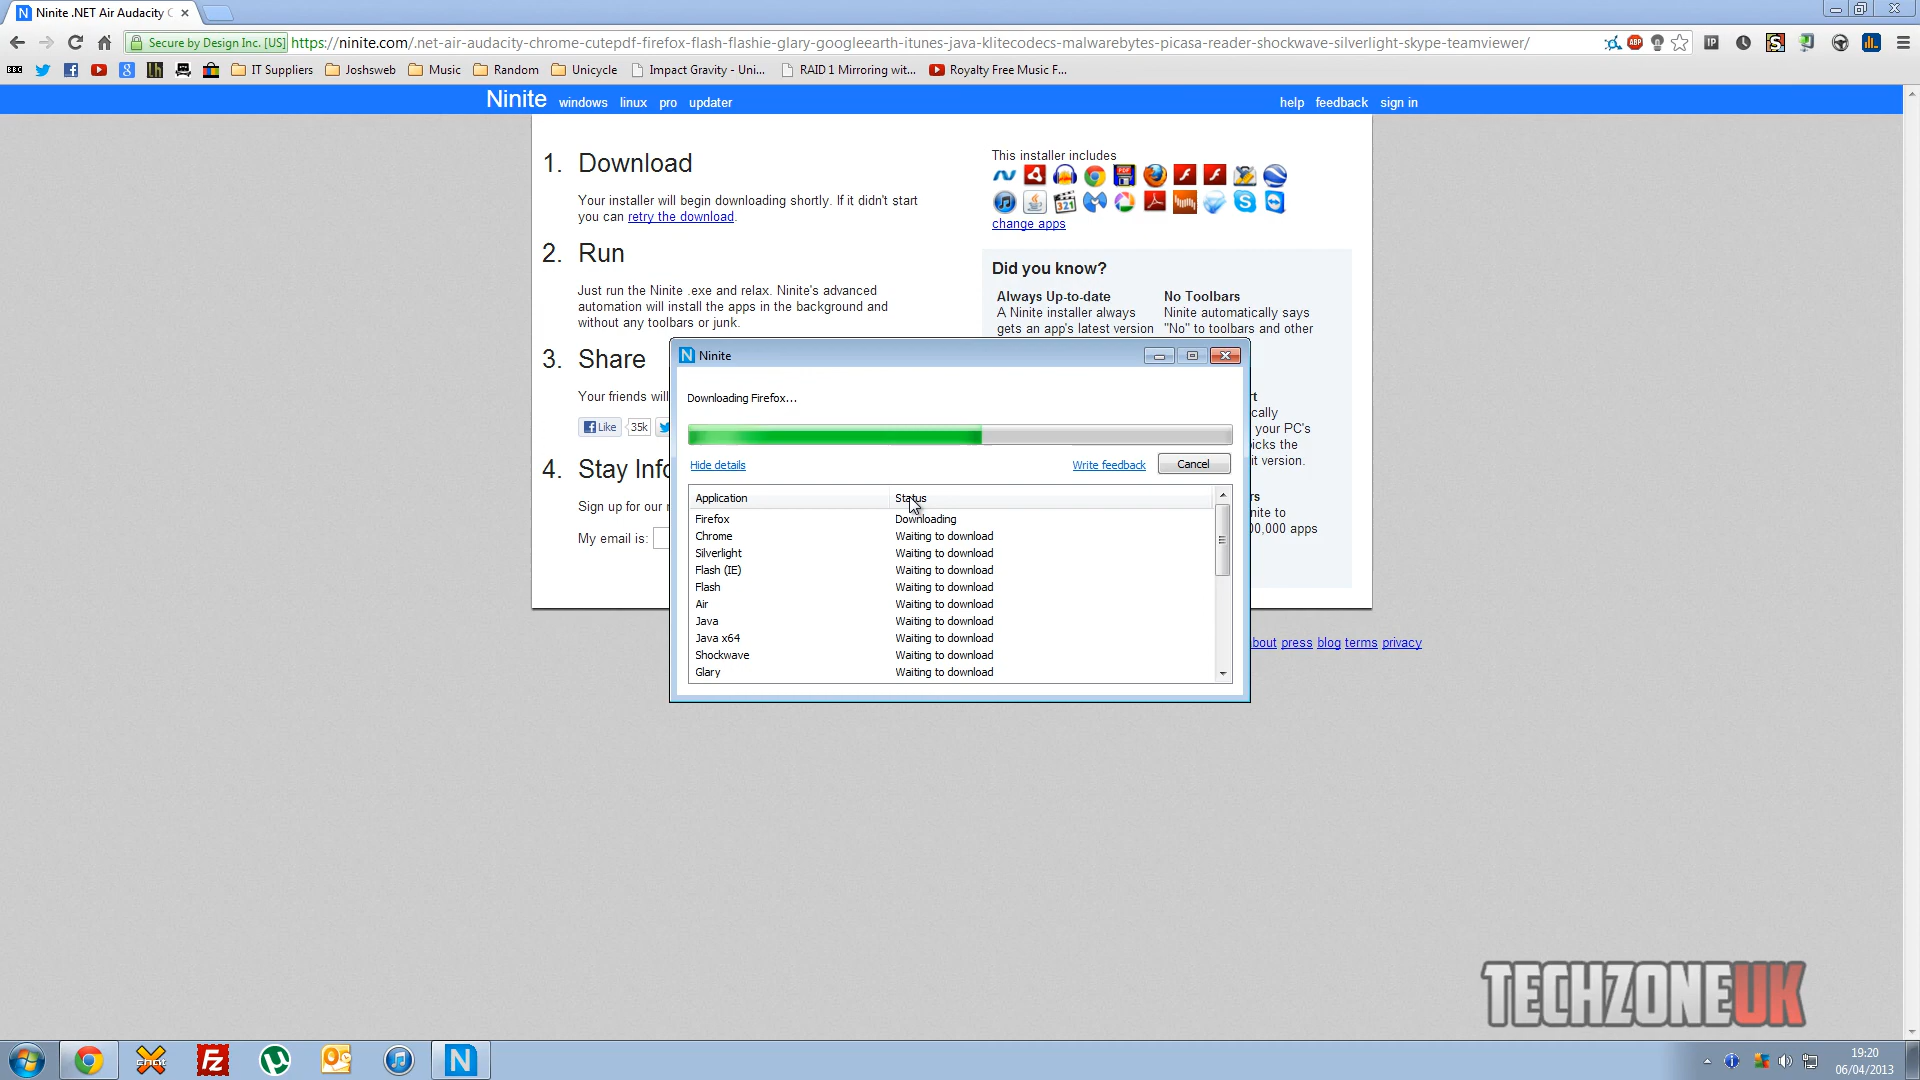 Ninite .NET Air Audacity C
Secure by Design Inc. [US] https://ninite.com/.net-air-audacity-chrome-cutepdf-firefox-flash-flashie-glary-googleearth-itunes-java-klitecodecs-malwarebytes-picasa-reader-shockwave-silverlight-skype-teamviewer/
ABP IP
BBC IT Suppliers Joshsweb Music Random Unicycle Impact Gravity - Uni... RAID 1 Mirroring wit... Royalty Free Music F...
Ninite windows linux pro updater help feedback sign in
1. Download
Your installer will begin downloading shortly. If it didn't start
you can retry the download.
2. Run
Just run the Ninite .exe and relax. Ninite's advanced
automation will install the apps in the background and
without any toolbars or junk.
3. Share
Your friends will
Like 35k
4. Stay Info
Sign up for our
My email is:
This installer includes
change apps
Did you know?
Always Up-to-date
A Ninite installer always
gets an app's latest version
No Toolbars
Ninite automatically says
"No" to toolbars and other
cally
your PC's
icks the
it version.
rs
nite to
00,000 apps
bout press blog terms privacy
Ninite
Downloading Firefox...
Hide details Write feedback Cancel
Application Status
Firefox Downloading
Chrome Waiting to download
Silverlight Waiting to download
Flash (IE) Waiting to download
Flash Waiting to download
Air Waiting to download
Java Waiting to download
Java x64 Waiting to download
Shockwave Waiting to download
Glary Waiting to download
TECHZONEUK
19:20
06/04/2013